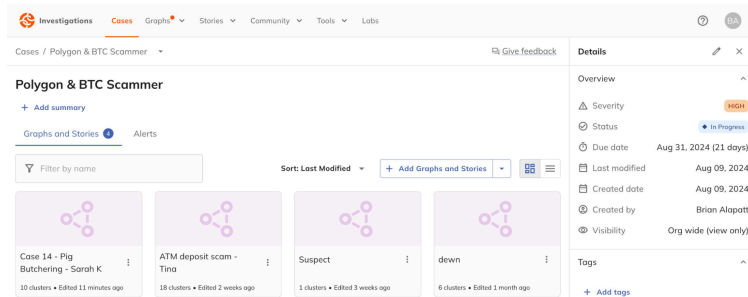 Investigations Cases Graphs Stories Community Tools Labs BA
Cases / Polygon & BTC Scammer
Give feedback
Polygon & BTC Scammer
+ Add summary
Graphs and Stories 4 Alerts
Filter by name
Sort: Last Modified
+ Add Graphs and Stories
Case 14 - Pig
Butchering - Sarah K
10 clusters • Edited 11 minutes ago
ATM deposit scam -
Tina
18 clusters • Edited 2 weeks ago
Suspect
1 clusters • Edited 3 weeks ago
dewn
6 clusters • Edited 1 month ago
Details
Overview
Severity HIGH
Status In Progress
Due date Aug 31, 2024 (21 days)
Last modified Aug 09, 2024
Created date Aug 09, 2024
Created by Brian Alapatt
Visibility Org wide (view only)
Tags
+ Add tags